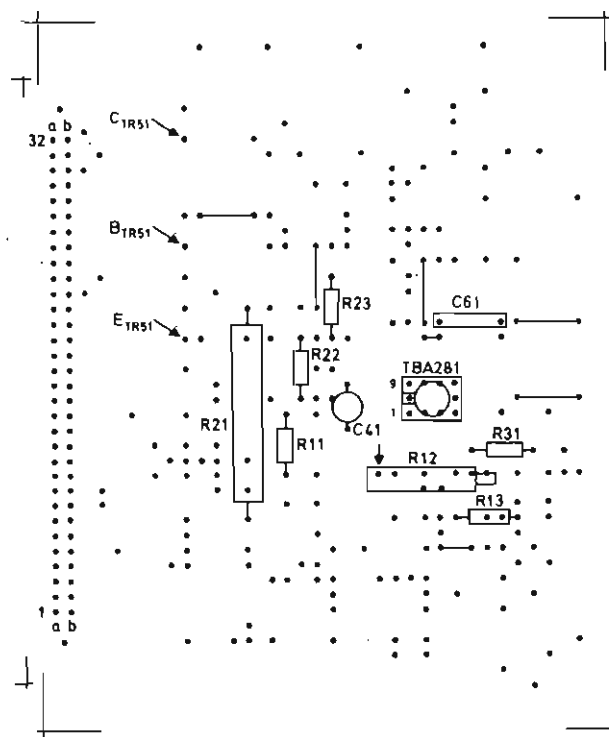 C TR51
a b
32
B TR51
R23
C61
E TR51
R22
TBA281
9
1
R21
C41
R11
R31
R12
R13
1
a b